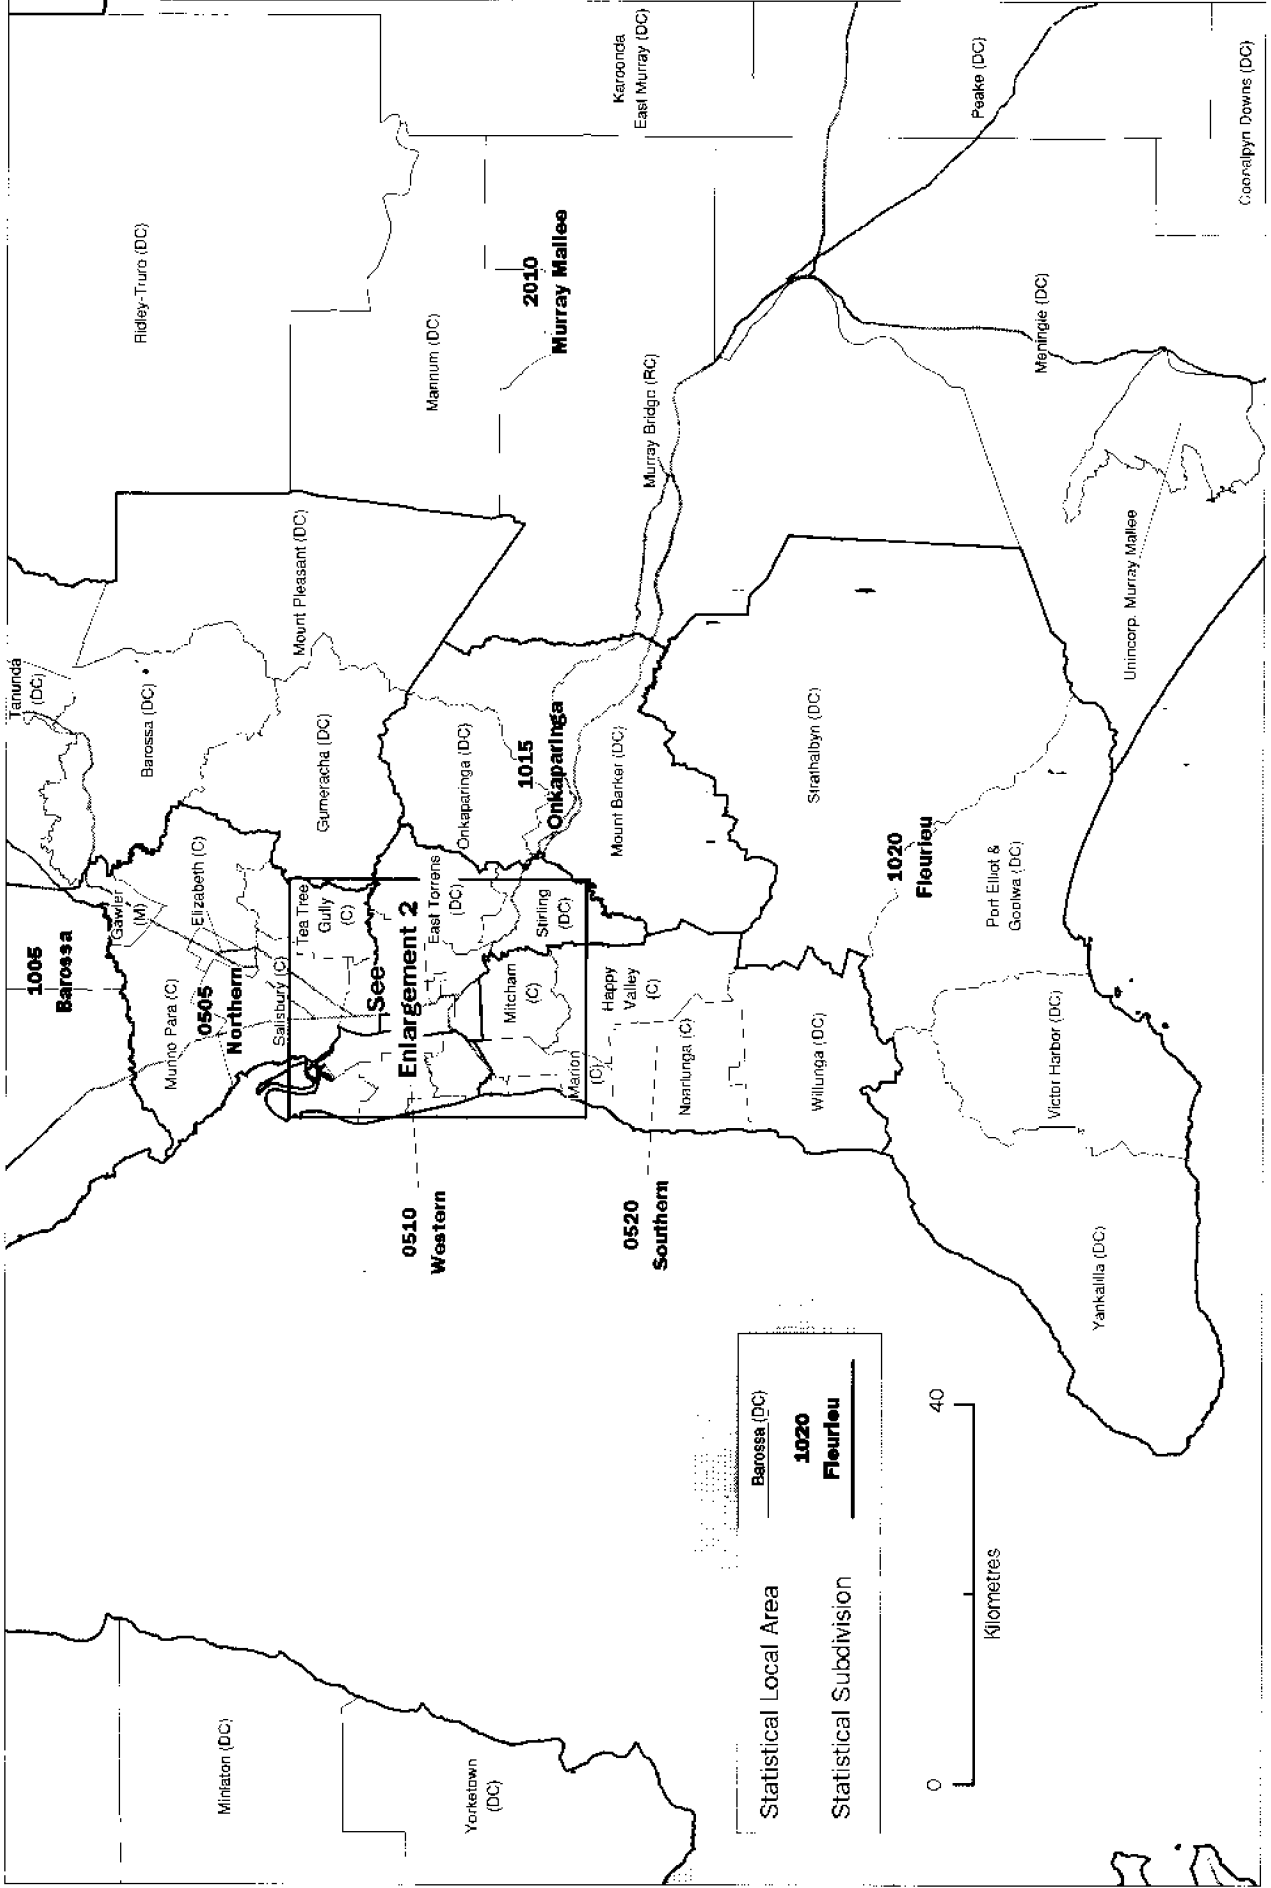 Minlaton (DC)
Yorketown
(DC)
1005
Barossa
Tanunda
(DC)
Gawler
(M)
Munno Para (C)
0505
Northern
Elizabeth (C)
Salisbury (C)
Barossa (DC)
Ridley-Truro (DC)
Mount Pleasant (DC)
Gumeracha (DC)
Tea Tree
Gully
(C)
See
Enlargement 2
0510
Western
East Torrens
(DC)
Onkaparinga (DC)
Mannum (DC)
2010
Murray Mallee
1015
Onkaparinga
Mitcham
(C)
Stirling
(DC)
Marion
(C)
Happy
Valley
(C)
Mount Barker (DC)
Murray Bridge (RC)
Karoonda
East Murray (DC)
0520
Southern
Noarlunga (C)
Willunga (DC)
Strathalbyn (DC)
1020
Fleurieu
Peake (DC)
Port Elliot &
Goolwa (DC)
Victor Harbor (DC)
Meningie (DC)
Yankalilla (DC)
Unincorp. Murray Mallee
Coonalpyn Downs (DC)
Statistical Local Area
Barossa (DC)
Statistical Subdivision
1020
Fleurieu
0
40
Kilometres